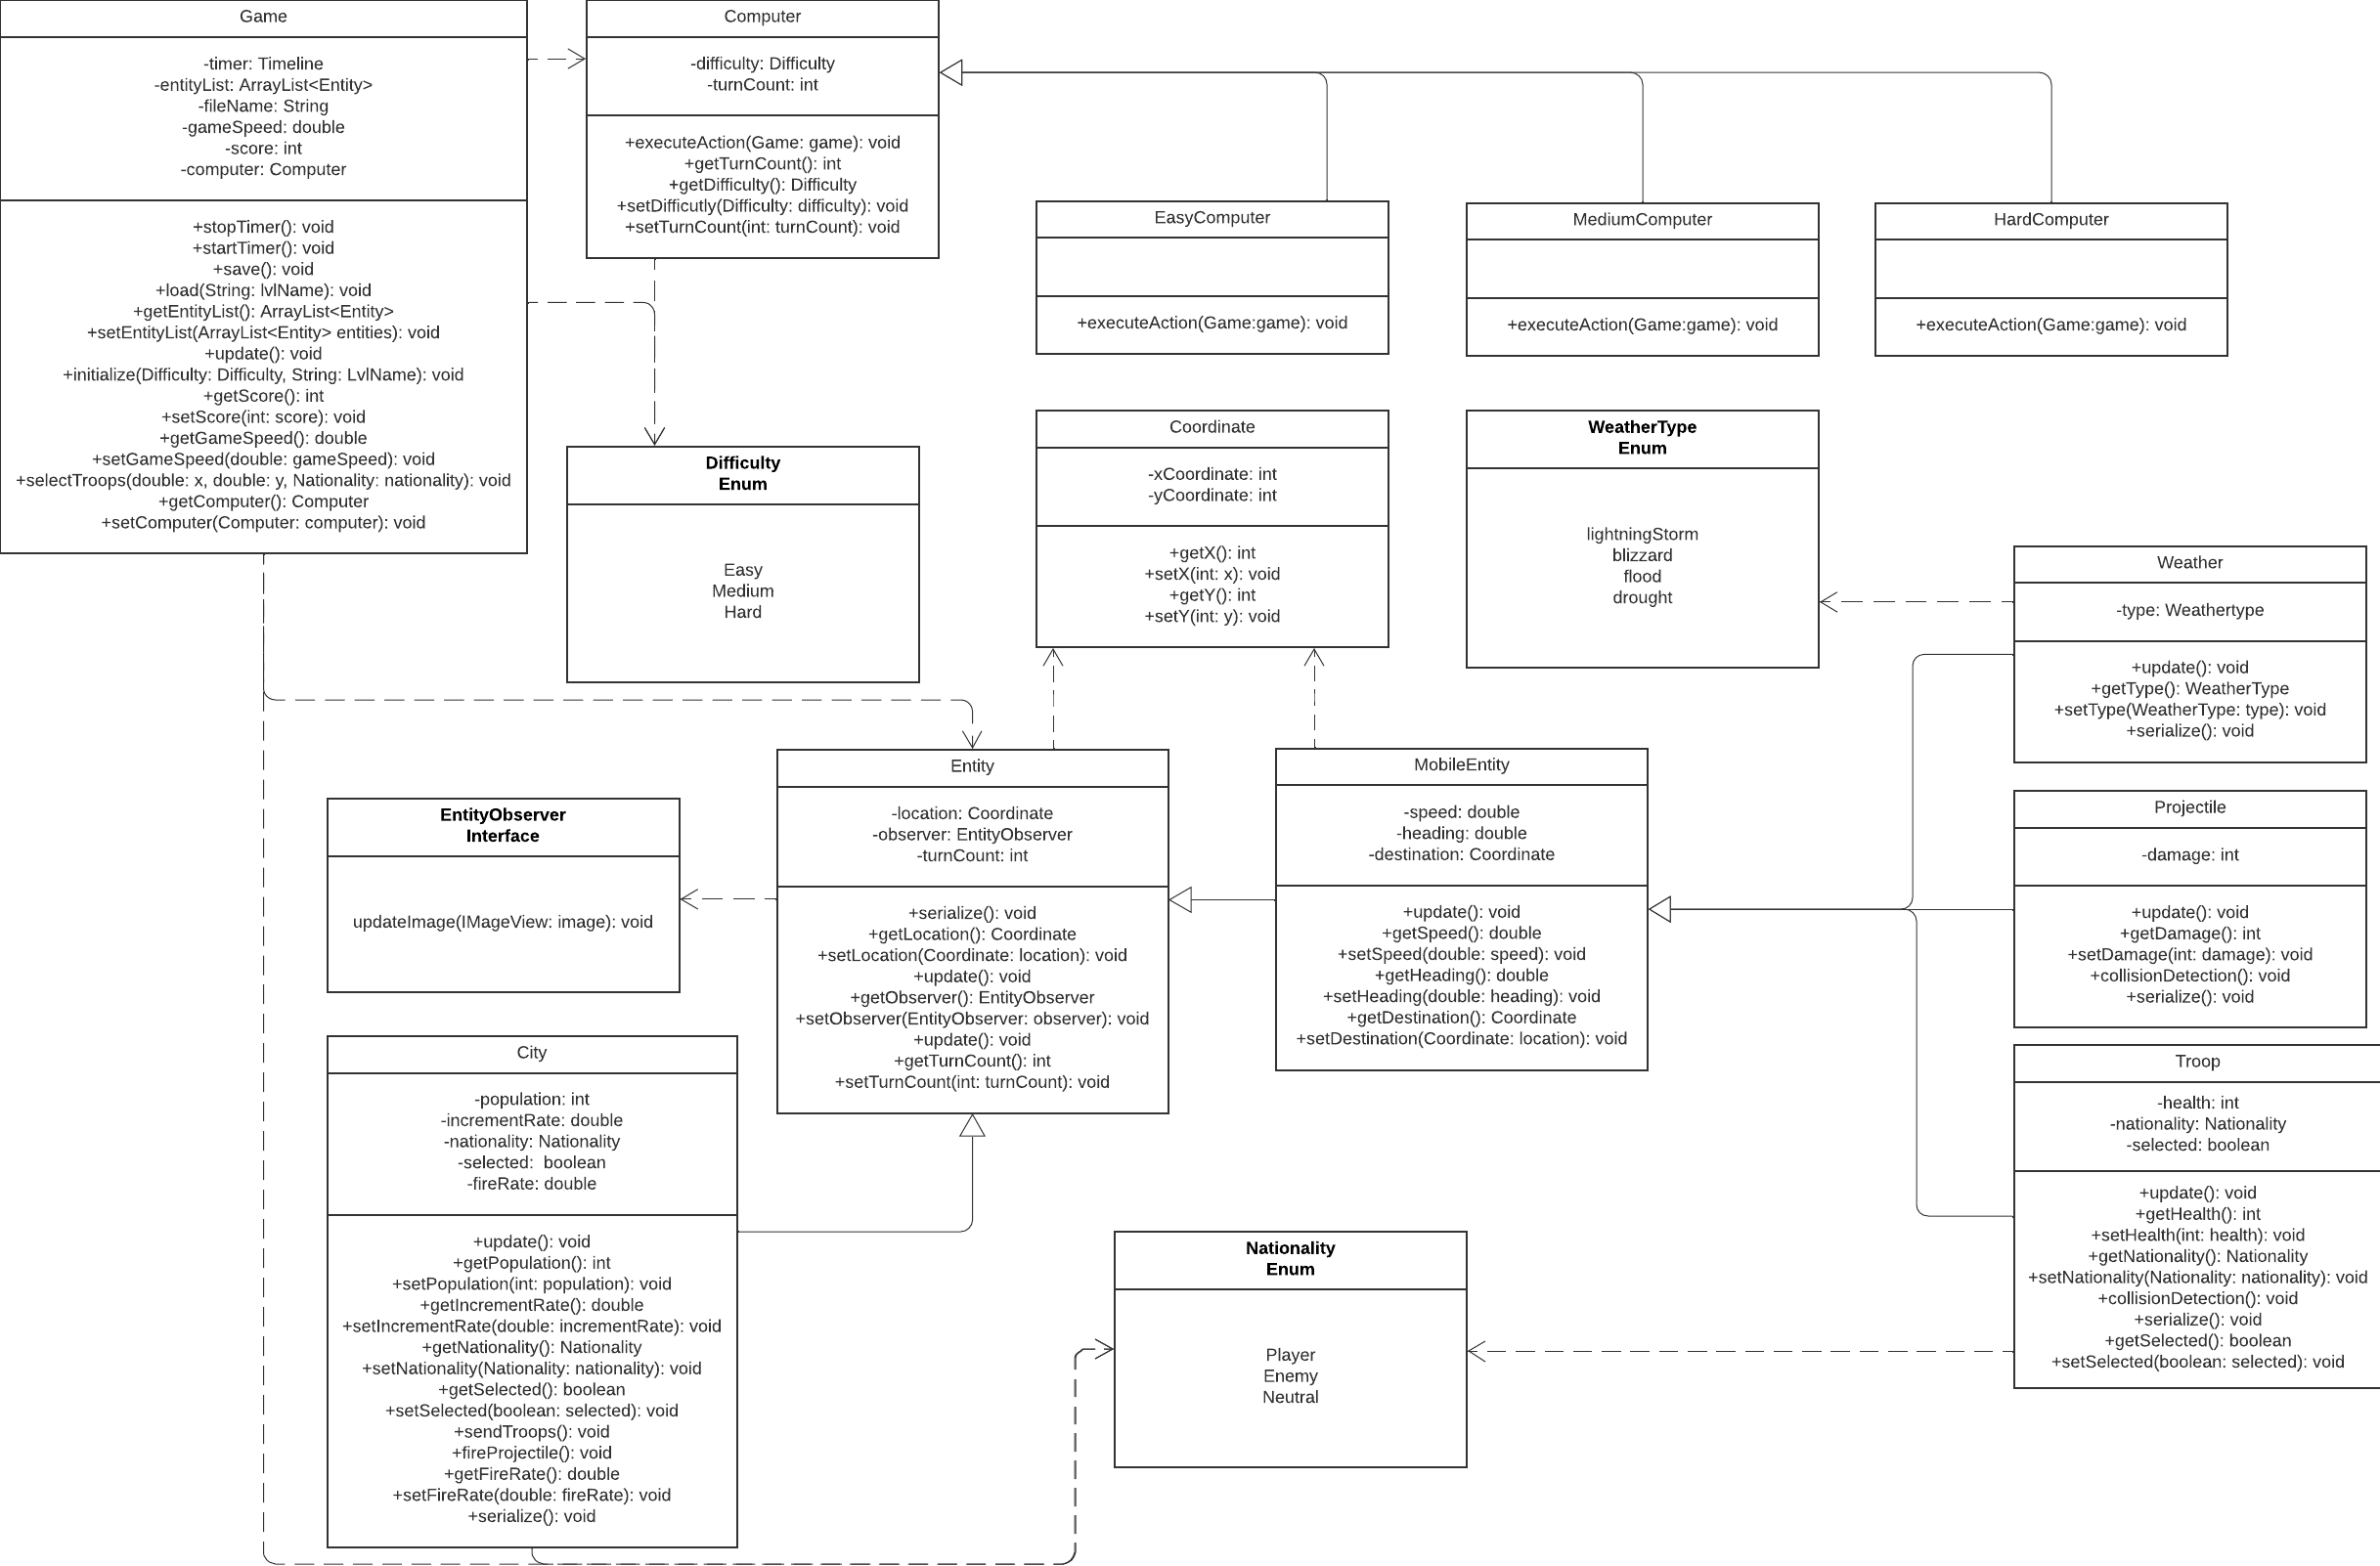 Game
-timer: Timeline
-entityList: ArrayList<Entity>
-fileName: String
-gameSpeed: double
-score: int
-computer: Computer
+stopTimer(): void
+startTimer(): void
+save(): void
+load(String: lvlName): void
+getEntityList(): ArrayList<Entity>
+setEntityList(ArrayList<Entity> entities): void
+update(): void
+initialize(Difficulty: Difficulty, String: LvlName): void
+getScore(): int
+setScore(int: score): void
+getGameSpeed(): double
+setGameSpeed(double: gameSpeed): void
+selectTroops(double: x, double: y, Nationality: nationality): void
+getComputer(): Computer
+setComputer(Computer: computer): void
Computer
-difficulty: Difficulty
-turnCount: int
+executeAction(Game: game): void
+getTurnCount(): int
+getDifficulty(): Difficulty
+setDifficutly(Difficulty: difficulty): void
+setTurnCount(int: turnCount): void
EasyComputer
+executeAction(Game:game): void
MediumComputer
+executeAction(Game:game): void
HardComputer
+executeAction(Game:game): void
Difficulty
Enum
Easy
Medium
Hard
Coordinate
-xCoordinate: int
-yCoordinate: int
+getX(): int
+setX(int: x): void
+getY(): int
+setY(int: y): void
WeatherType
Enum
lightningStorm
blizzard
flood
drought
Weather
-type: Weathertype
+update(): void
+getType(): WeatherType
+setType(WeatherType: type): void
+serialize(): void
EntityObserver
Interface
updateImage(IMageView: image): void
Entity
-location: Coordinate
-observer: EntityObserver
-turnCount: int
+serialize(): void
+getLocation(): Coordinate
+setLocation(Coordinate: location): void
+update(): void
+getObserver(): EntityObserver
+setObserver(EntityObserver: observer): void
+update(): void
+getTurnCount(): int
+setTurnCount(int: turnCount): void
MobileEntity
-speed: double
-heading: double
-destination: Coordinate
+update(): void
+getSpeed(): double
+setSpeed(double: speed): void
+getHeading(): double
+setHeading(double: heading): void
+getDestination(): Coordinate
+setDestination(Coordinate: location): void
Projectile
-damage: int
+update(): void
+getDamage(): int
+setDamage(int: damage): void
+collisionDetection(): void
+serialize(): void
City
-population: int
-incrementRate: double
-nationality: Nationality
-selected:  boolean
-fireRate: double
+update(): void
+getPopulation(): int
+setPopulation(int: population): void
+getIncrementRate(): double
+setIncrementRate(double: incrementRate): void
+getNationality(): Nationality
+setNationality(Nationality: nationality): void
+getSelected(): boolean
+setSelected(boolean: selected): void
+sendTroops(): void
+fireProjectile(): void
+getFireRate(): double
+setFireRate(double: fireRate): void
+serialize(): void
Nationality
Enum
Player
Enemy
Neutral
Troop
-health: int
-nationality: Nationality
-selected: boolean
+update(): void
+getHealth(): int
+setHealth(int: health): void
+getNationality(): Nationality
+setNationality(Nationality: nationality): void
+collisionDetection(): void
+serialize(): void
+getSelected(): boolean
+setSelected(boolean: selected): void